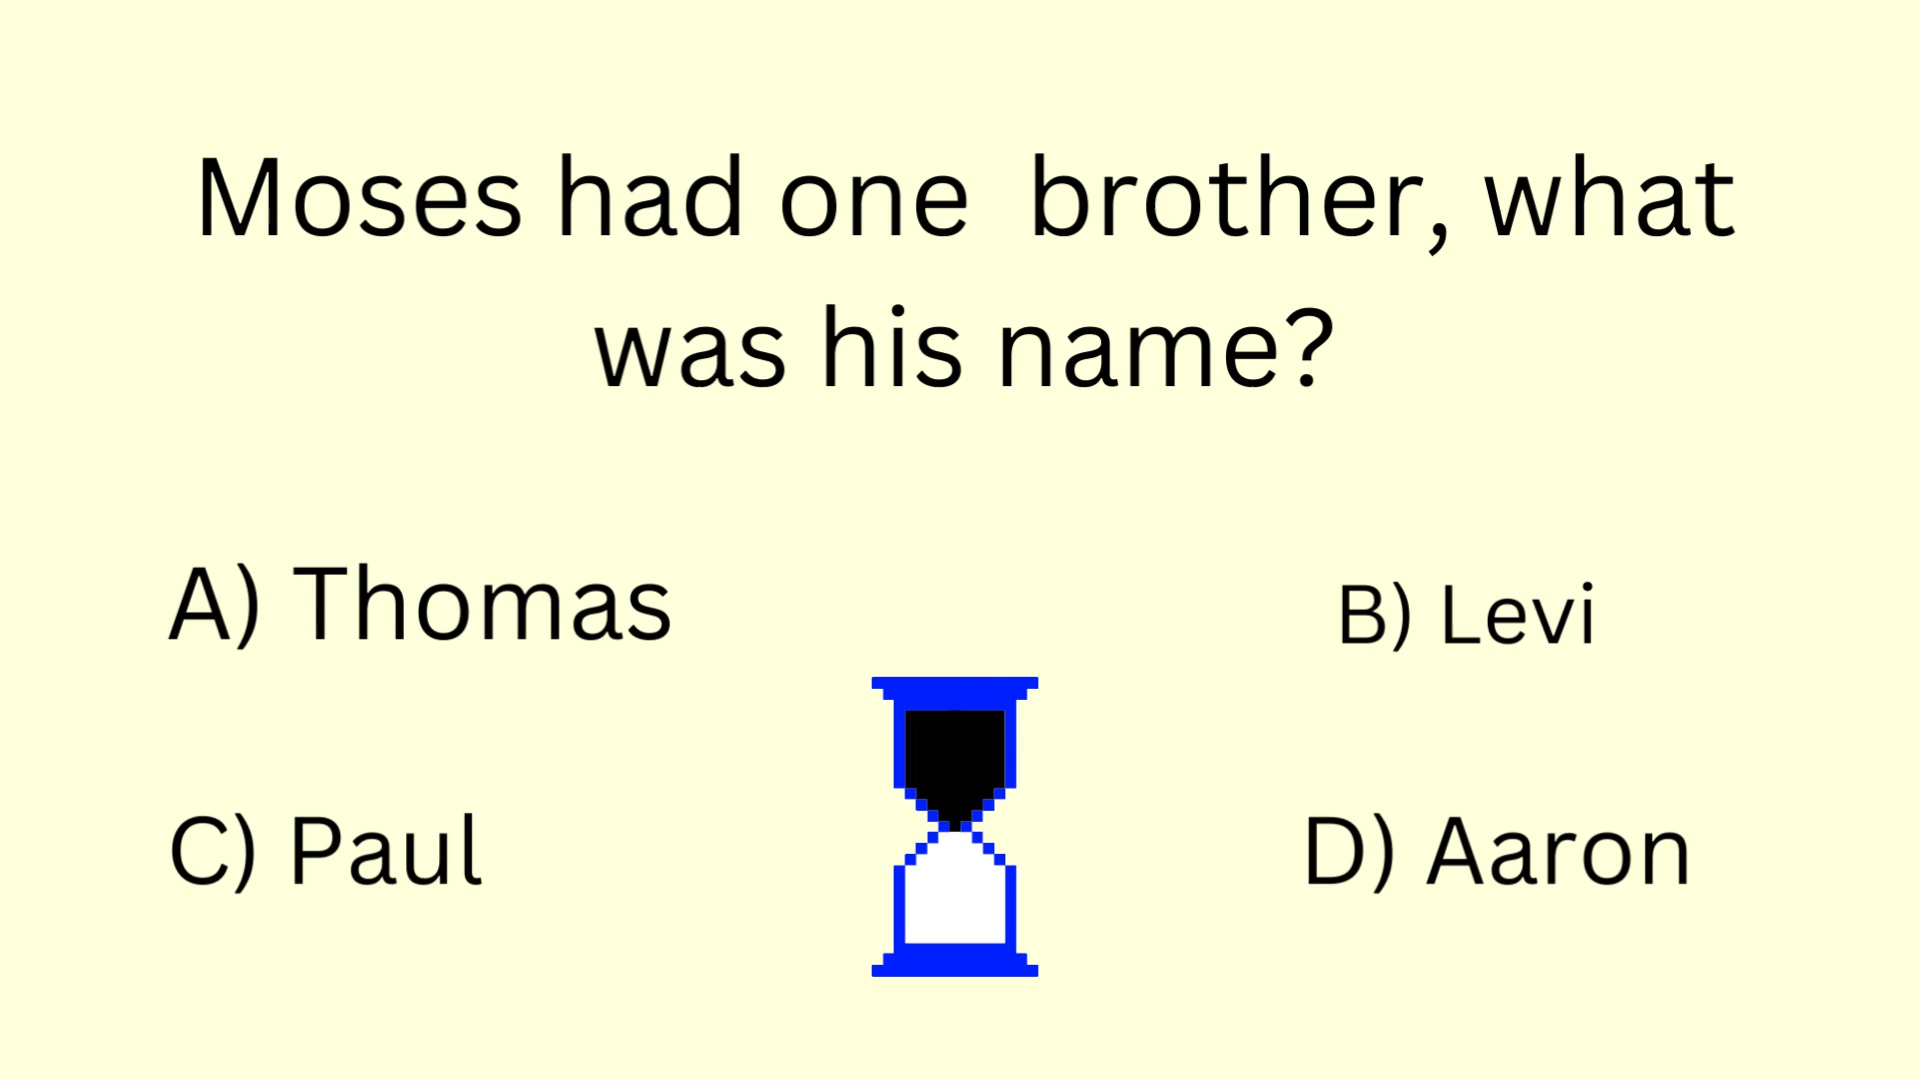 Moses had one  brother, what
was his name?
A) Thomas
B) Levi
C) Paul
D) Aaron